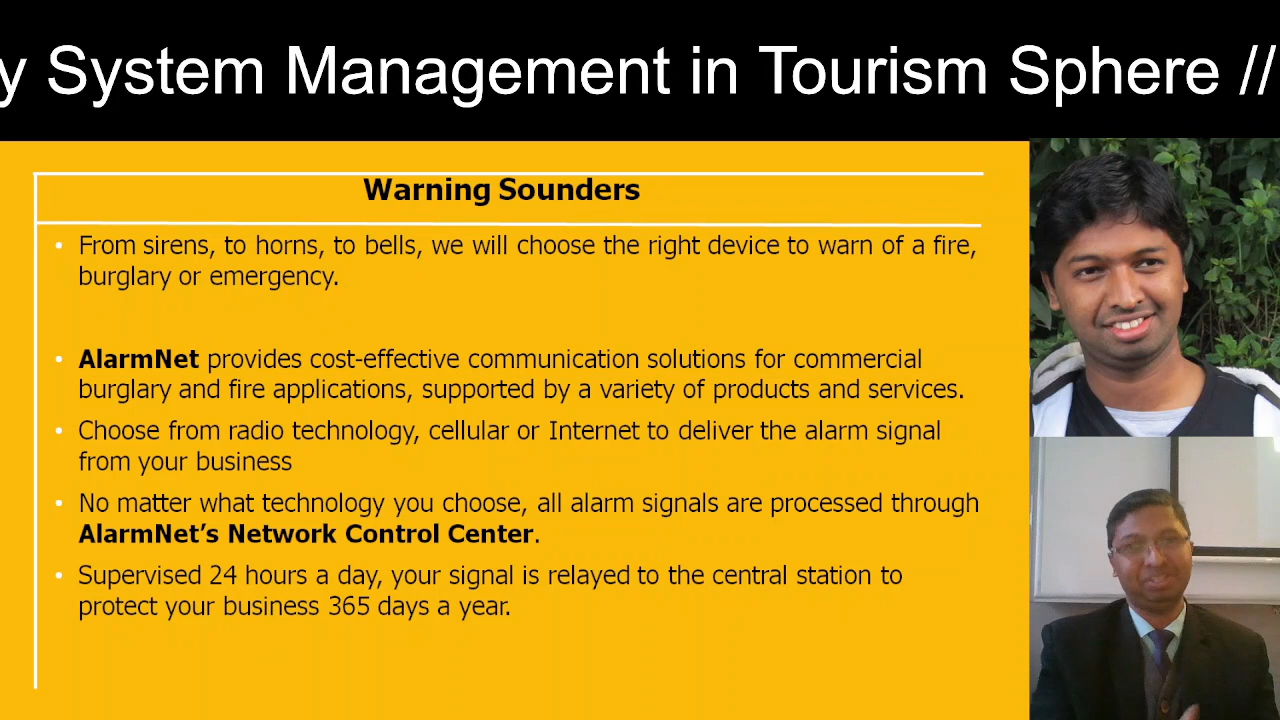 y System Management in Tourism Sphere //
Warning Sounders
• From sirens, to horns, to bells, we will choose the right device to warn of a fire,
burglary or emergency.
• AlarmNet provides cost-effective communication solutions for commercial
burglary and fire applications, supported by a variety of products and services.
• Choose from radio technology, cellular or Internet to deliver the alarm signal
from your business
• No matter what technology you choose, all alarm signals are processed through
AlarmNet’s Network Control Center.
• Supervised 24 hours a day, your signal is relayed to the central station to
protect your business 365 days a year.